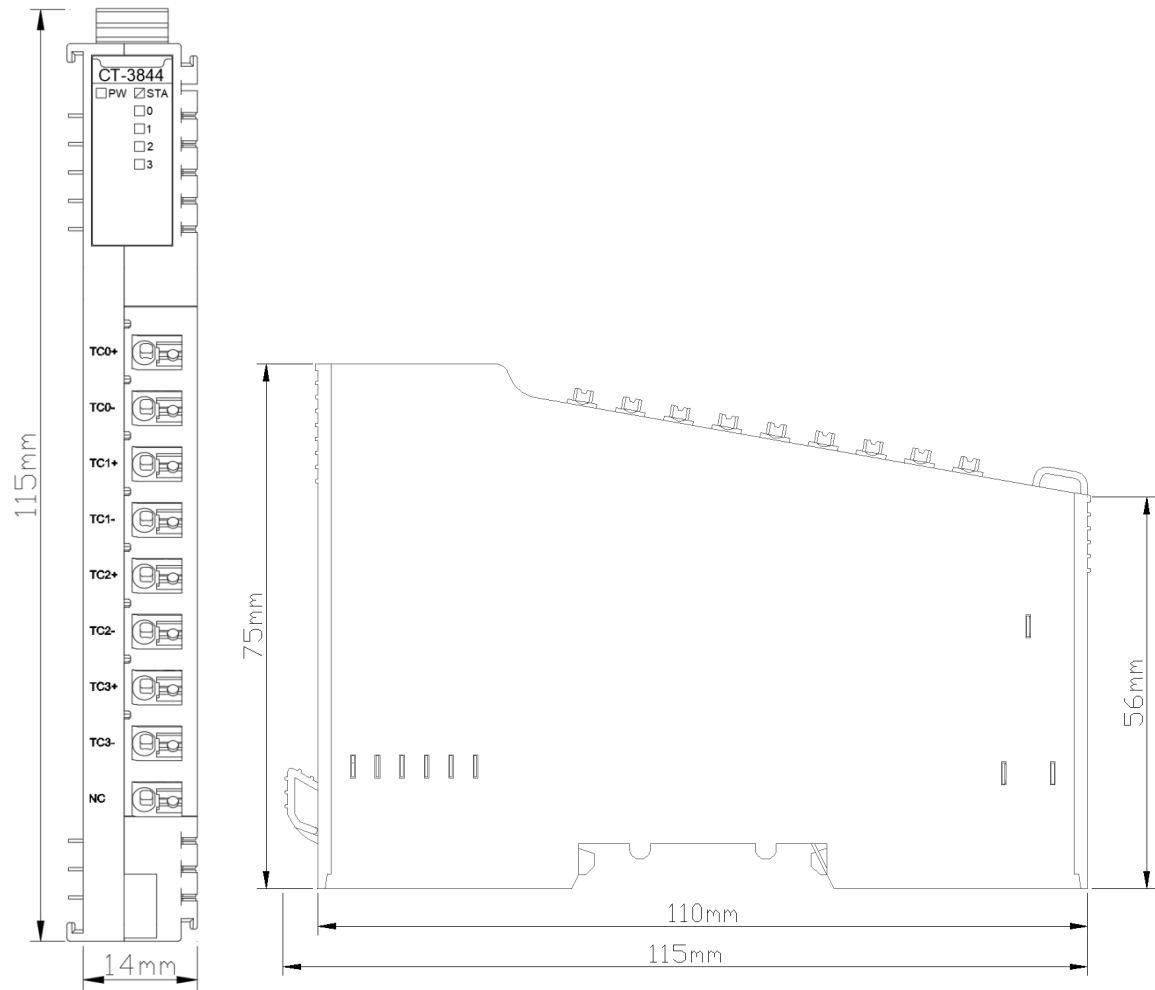 CT-3844
PW STA
0
1
2
3
TC0+
TC0-
TC1+
TC1-
TC2+
TC2-
TC3+
TC3-
NC
115mm
14mm
75mm
56mm
110mm
115mm